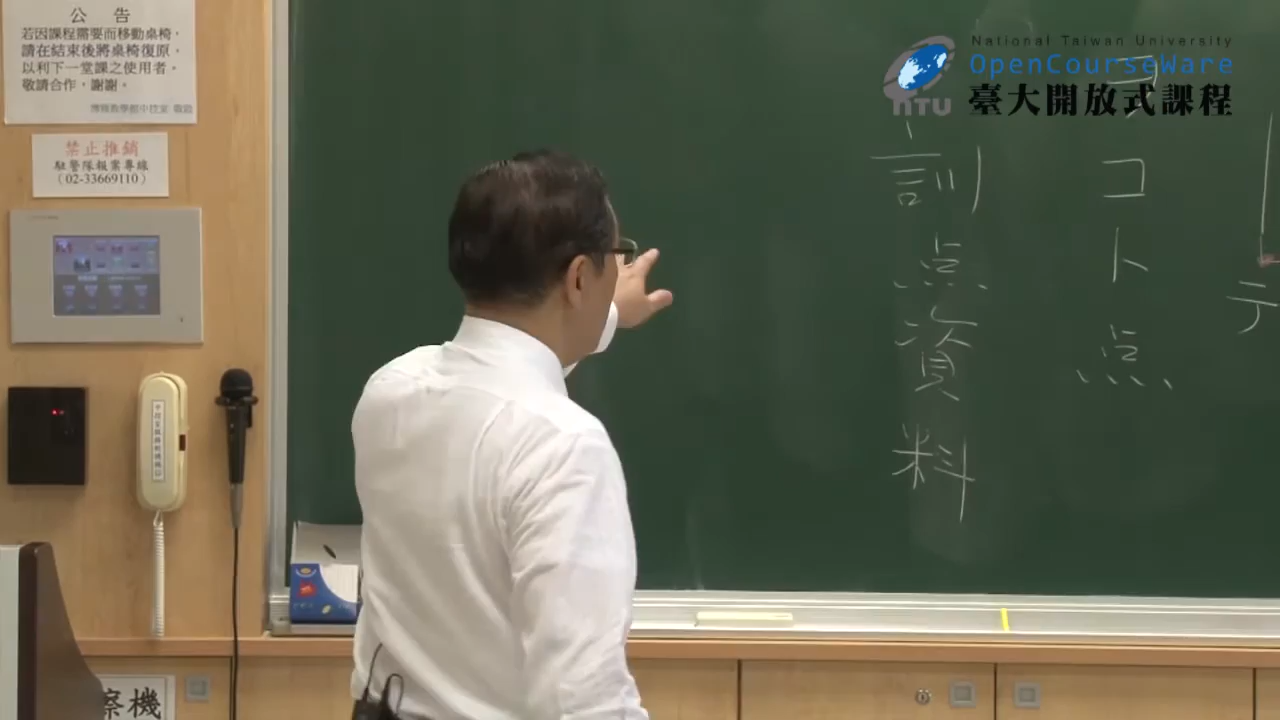 公告
若因課程需要而移動桌椅,
請在結束後將桌椅復原,
以利下一堂課之使用者。
敬請合作,謝謝。
禁止推銷
駐警隊報案專線
(02-33669110)
National Taiwan University
OpenCourseWare
NTU
臺大開放式課程
ヲコト点
訓点資料
テ
察機